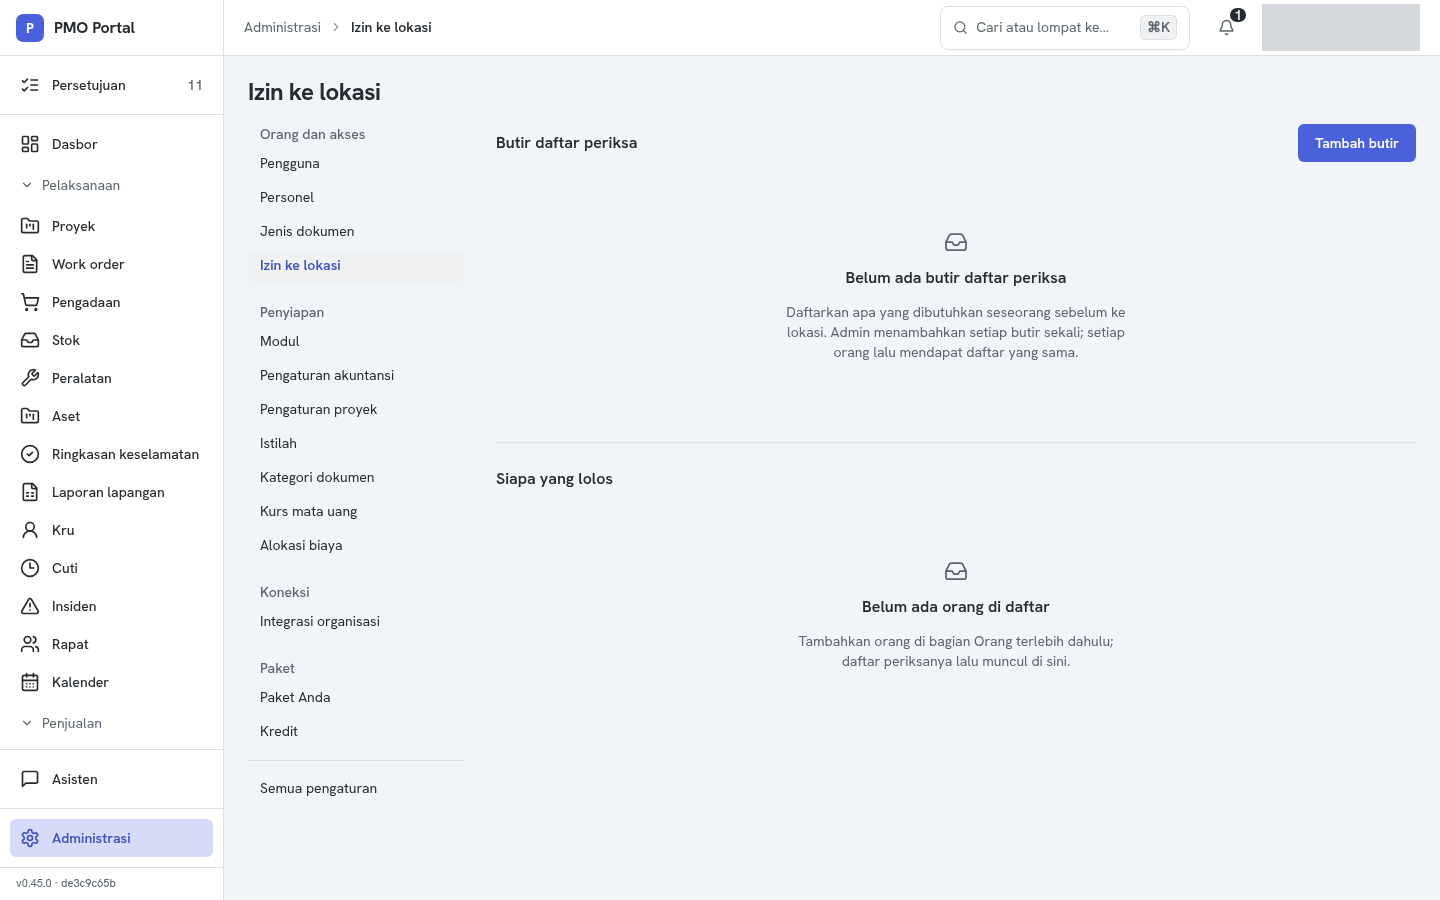 P
PMO Portal
Administrasi
Izin ke lokasi
Cari atau lompat ke...
⌘K
1
Persetujuan
11
Dasbor
Pelaksanaan
Proyek
Work order
Pengadaan
Stok
Peralatan
Aset
Ringkasan keselamatan
Laporan lapangan
Kru
Cuti
Insiden
Rapat
Kalender
Penjualan
Asisten
Administrasi
v0.45.0 · de3c9c65b
Izin ke lokasi
Orang dan akses
Pengguna
Personel
Jenis dokumen
Izin ke lokasi
Penyiapan
Modul
Pengaturan akuntansi
Pengaturan proyek
Istilah
Kategori dokumen
Kurs mata uang
Alokasi biaya
Koneksi
Integrasi organisasi
Paket
Paket Anda
Kredit
Semua pengaturan
Butir daftar periksa
Tambah butir
Belum ada butir daftar periksa
Daftarkan apa yang dibutuhkan seseorang sebelum ke
lokasi. Admin menambahkan setiap butir sekali; setiap
orang lalu mendapat daftar yang sama.
Siapa yang lolos
Belum ada orang di daftar
Tambahkan orang di bagian Orang terlebih dahulu;
daftar periksanya lalu muncul di sini.